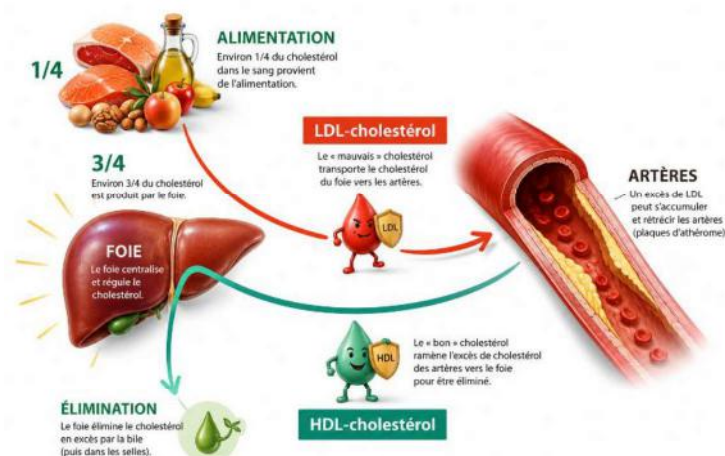 1/4
ALIMENTATION
Environ 1/4 du cholestérol
dans le sang provient
de l'alimentation.
3/4
Environ 3/4 du cholestérol
est produit par le foie.
LDL-cholestérol
Le « mauvais » cholestérol
transporte le cholestérol
du foie vers les artères.
LDL
ARTÈRES
Un excès de LDL
peut s'accumuler
et rétrécir les artères
(plaques d'athérome)
FOIE
Le foie centralise
et régule le
cholestérol.
HDL
Le « bon » cholestérol
ramène l'excès de cholestérol
des artères vers le foie
pour être éliminé.
HDL-cholestérol
ÉLIMINATION
Le foie élimine le cholestérol
en excès par la bile
(puis dans les selles).